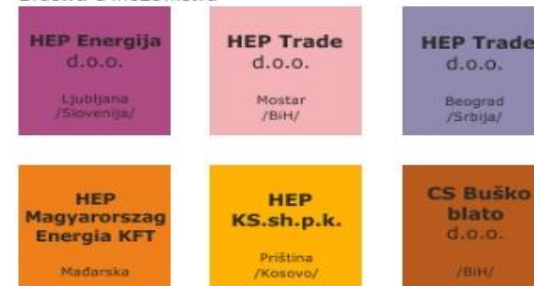 HEP Energija
d.o.o.
Ljubljana
/Slovenija/
HEP Trade
d.o.o.
Mostar
/BiH/
HEP Trade
d.o.o.
Beograd
/Srbija/
HEP
Magyarorszag
Energia KFT
Mađarska
HEP
KS.sh.p.k.
Priština
/Kosovo/
CS Buško
blato
d.o.o.
/BiH/